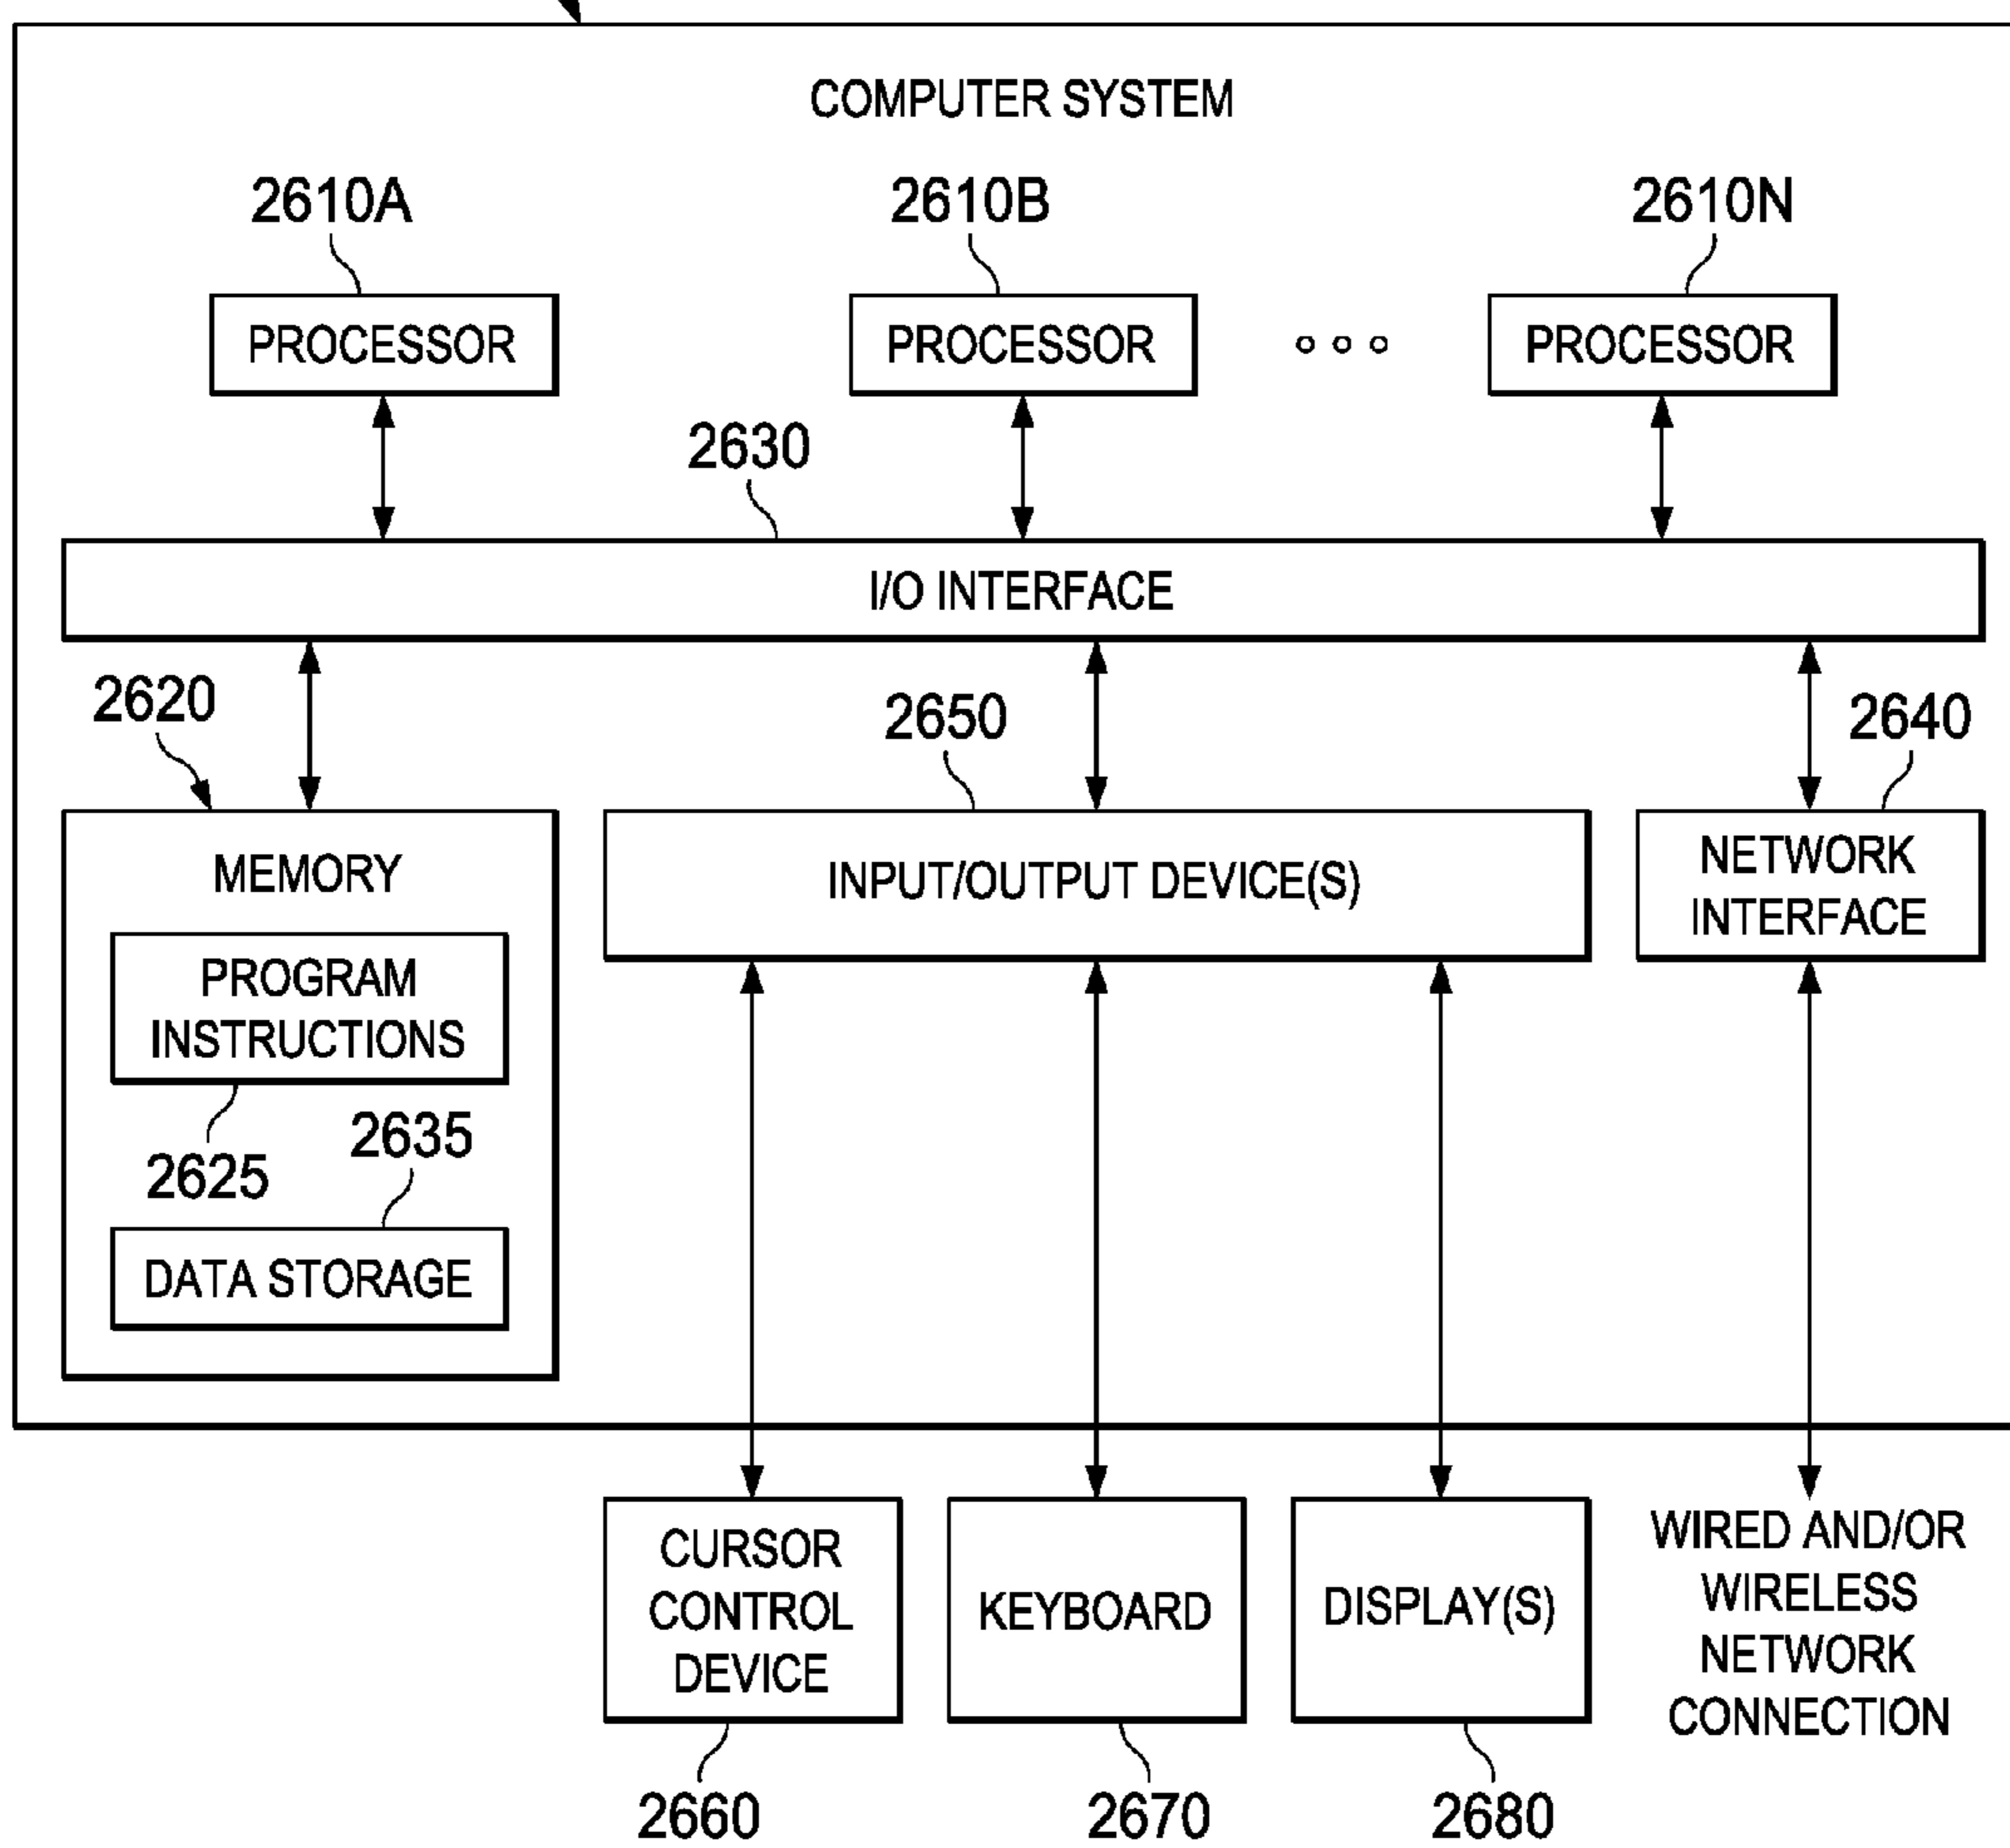 COMPUTER SYSTEM
2610A
2610B
2610N
PROCESSOR
PROCESSOR
PROCESSOR
2630
I/O INTERFACE
2620
2650
2640
MEMORY
PROGRAM
INSTRUCTIONS
2625
2635
DATA STORAGE
INPUT/OUTPUT DEVICE(S)
NETWORK
INTERFACE
CURSOR
CONTROL
DEVICE
KEYBOARD
DISPLAY(S)
WIRED AND/OR
WIRELESS
NETWORK
CONNECTION
2660
2670
2680